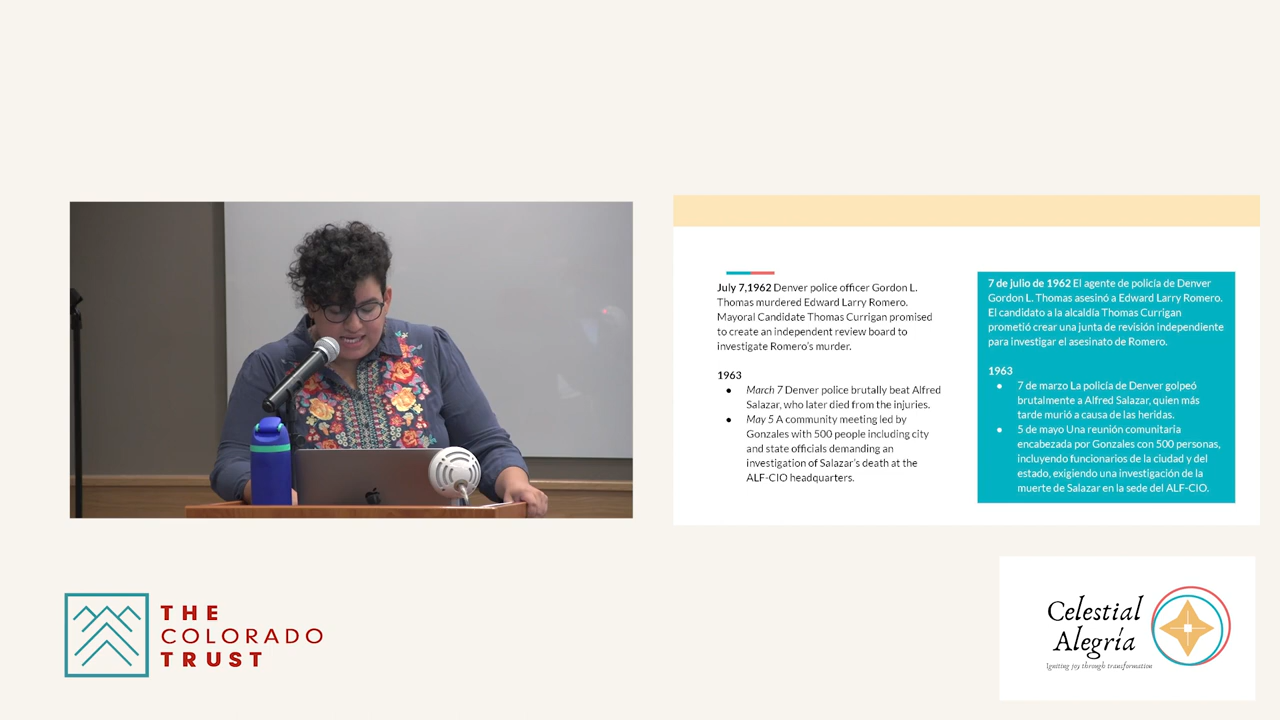 July 7,1962 Denver police officer Gordon L.
Thomas murdered Edward Larry Romero.
Mayoral Candidate Thomas Currigan promised
to create an independent review board to
investigate Romero's murder.
1963
● March 7 Denver police brutally beat Alfred
Salazar, who later died from the injuries.
● May 5 A community meeting led by
Gonzales with 500 people including city
and state officials demanding an
investigation of Salazar's death at the
ALF-CIO headquarters.
7 de julio de 1962 El agente de policía de Denver
Gordon L. Thomas asesinó a Edward Larry Romero.
El candidato a la alcaldía Thomas Currigan
prometió crear una junta de revisión independiente
para investigar el asesinato de Romero.
1963
● 7 de marzo La policía de Denver golpeó
brutalmente a Alfred Salazar, quien más
tarde murió a causa de las heridas.
● 5 de mayo Una reunión comunitaria
encabezada por Gonzales con 500 personas,
incluyendo funcionarios de la ciudad y del
estado, exigiendo una investigación de la
muerte de Salazar en la sede del ALF-CIO.
THE
COLORADO
TRUST
Celestial
Alegría
Igniting joy through transformation